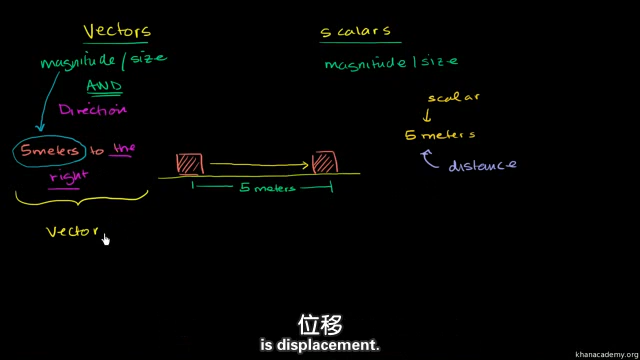 Vectors
magnitude/size
AND
Direction
5meters to the
right
Vector
scalars
magnitude/size
scalar
5 meters
distance
5 meters
位移
is displacement.
khanacademy.org